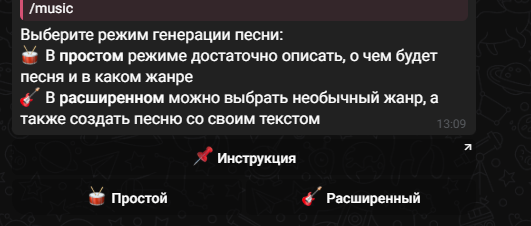 /music
Выберите режим генерации песни:
🥁 В простом режиме достаточно описать, о чем будет
песня и в каком жанре
🎸 В расширенном можно выбрать необычный жанр, а
также создать песню со своим текстом
13:09
📌 Инструкция
🥁 Простой
🎸 Расширенный